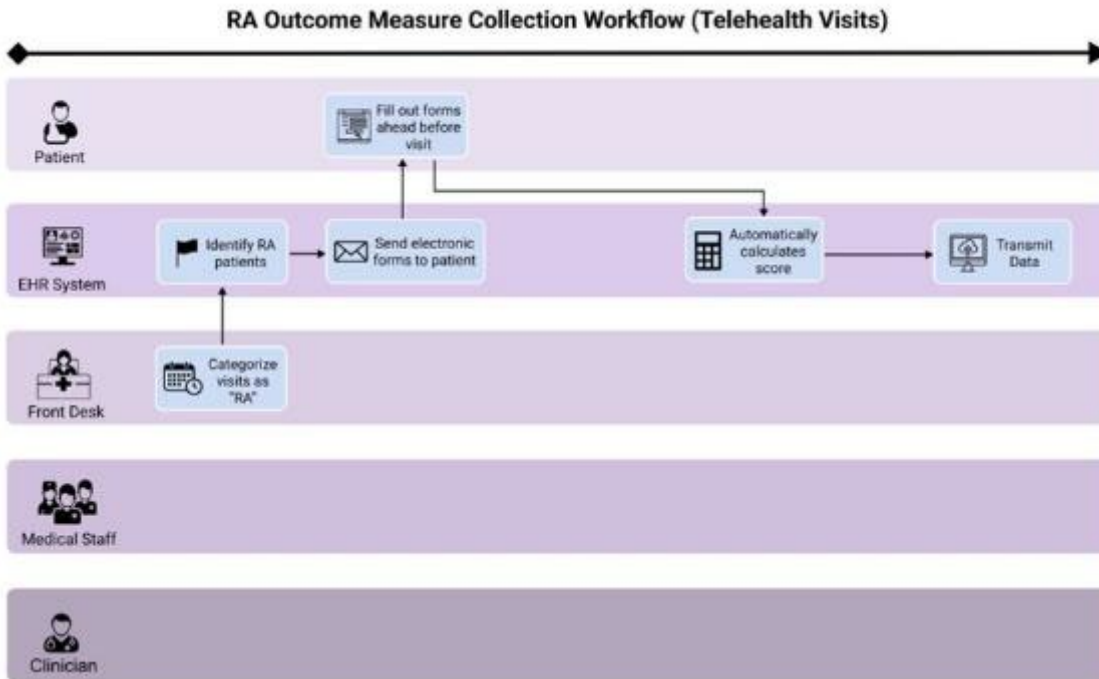 RA Outcome Measure Collection Workflow (Telehealth Visits)
Patient
Fill out forms
ahead before
visit
EHR System
Identify RA
patients
Send electronic
forms to patient
Automatically
calculates
score
Transmit
Data
Front Desk
Categorize
visits as
"RA"
Medical Staff
Clinician